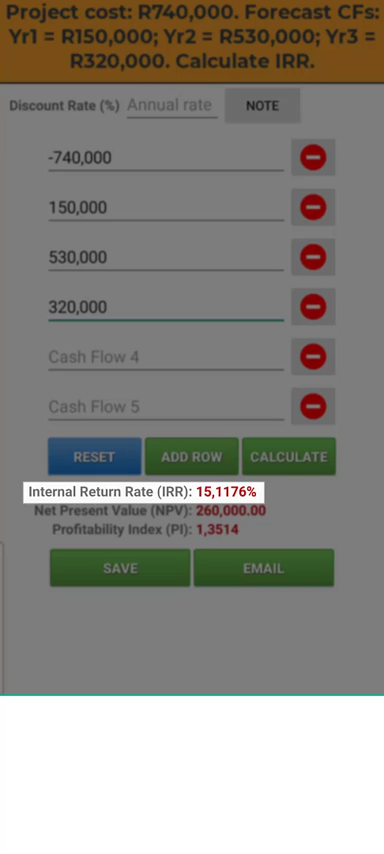 Project cost: R740,000. Forecast CFs:
Yr1 = R150,000; Yr2 = R530,000; Yr3 =
R320,000. Calculate IRR.
Discount Rate (%) Annual rate NOTE
-740,000
150,000
530,000
320,000
Cash Flow 4
Cash Flow 5
RESET ADD ROW CALCULATE
Internal Return Rate (IRR): 15,1176%
Net Present Value (NPV): 260,000.00
Profitability Index (PI): 1,3514
SAVE EMAIL